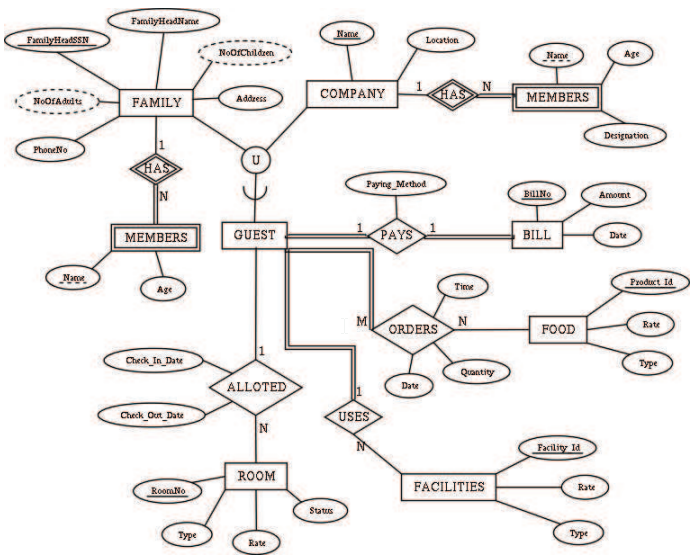 FamilyHeadName
FamilyHeadSSN
NoOfChildren
NoOfAdults
FAMILY
Address
PhoneNo
Name
Location
COMPANY
1
HAS
N
Name
Age
MEMBERS
Designation
U
1
HAS
N
MEMBERS
Name
Age
GUEST
Paying_Method
1
PAYS
1
BillNo
Amount
BILL
Date
M
ORDERS
N
Time
Date
Quantity
FOOD
Product_Id
Rate
Type
1
Check_In_Date
ALLOTED
Check_Out_Date
N
1
USES
N
ROOM
RoomNo
Type
Rate
Status
FACILITIES
Facility_Id
Rate
Type